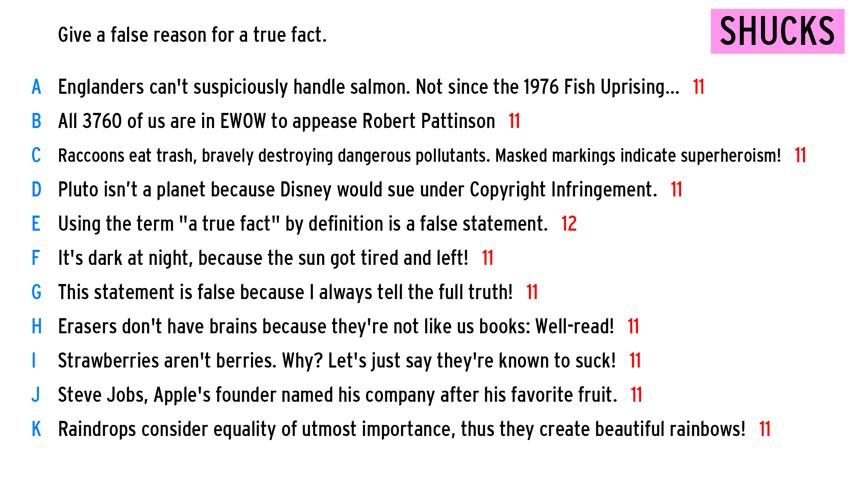 Give a false reason for a true fact.
SHUCKS
A Englanders can't suspiciously handle salmon. Not since the 1976 Fish Uprising... 11
B All 3760 of us are in EWOW to appease Robert Pattinson 11
C Raccoons eat trash, bravely destroying dangerous pollutants. Masked markings indicate superheroism! 11
D Pluto isn’t a planet because Disney would sue under Copyright Infringement. 11
E Using the term "a true fact" by definition is a false statement. 12
F It's dark at night, because the sun got tired and left! 11
G This statement is false because I always tell the full truth! 11
H Erasers don't have brains because they're not like us books: Well-read! 11
I Strawberries aren't berries. Why? Let's just say they're known to suck! 11
J Steve Jobs, Apple's founder named his company after his favorite fruit. 11
K Raindrops consider equality of utmost importance, thus they create beautiful rainbows! 11